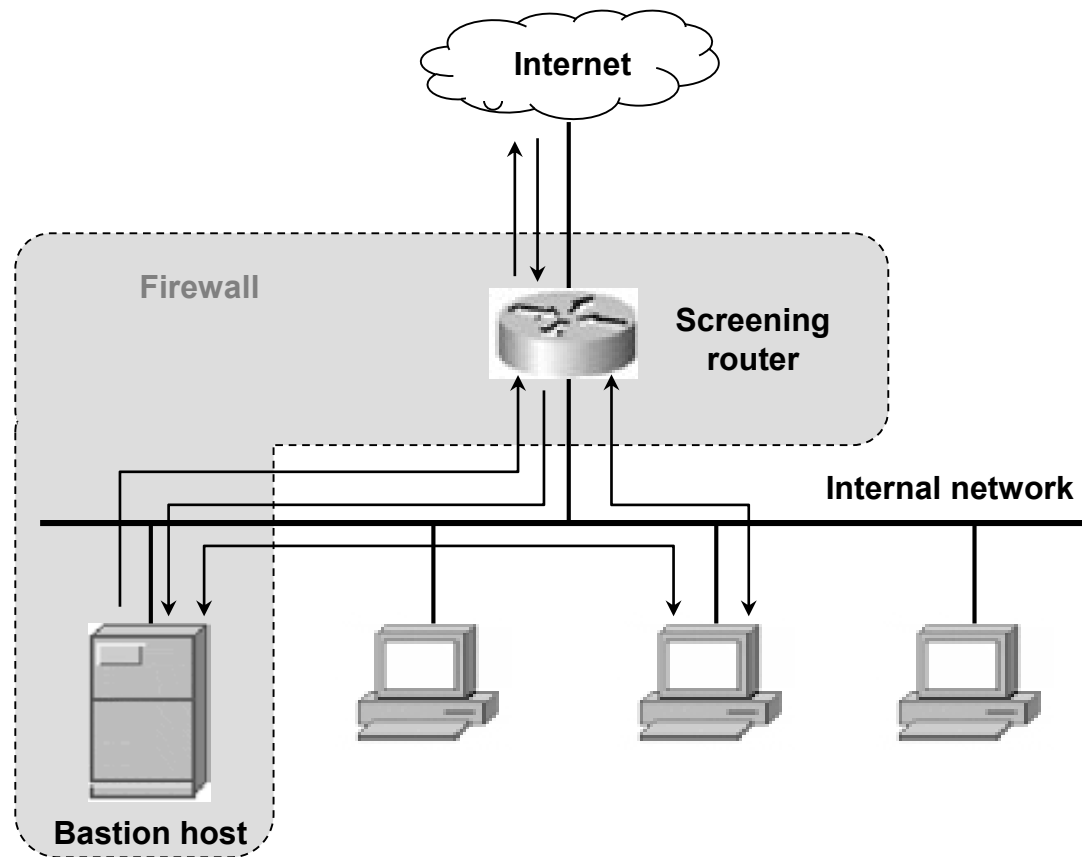 Internet
Firewall
Screening
router
Internal network
Bastion host